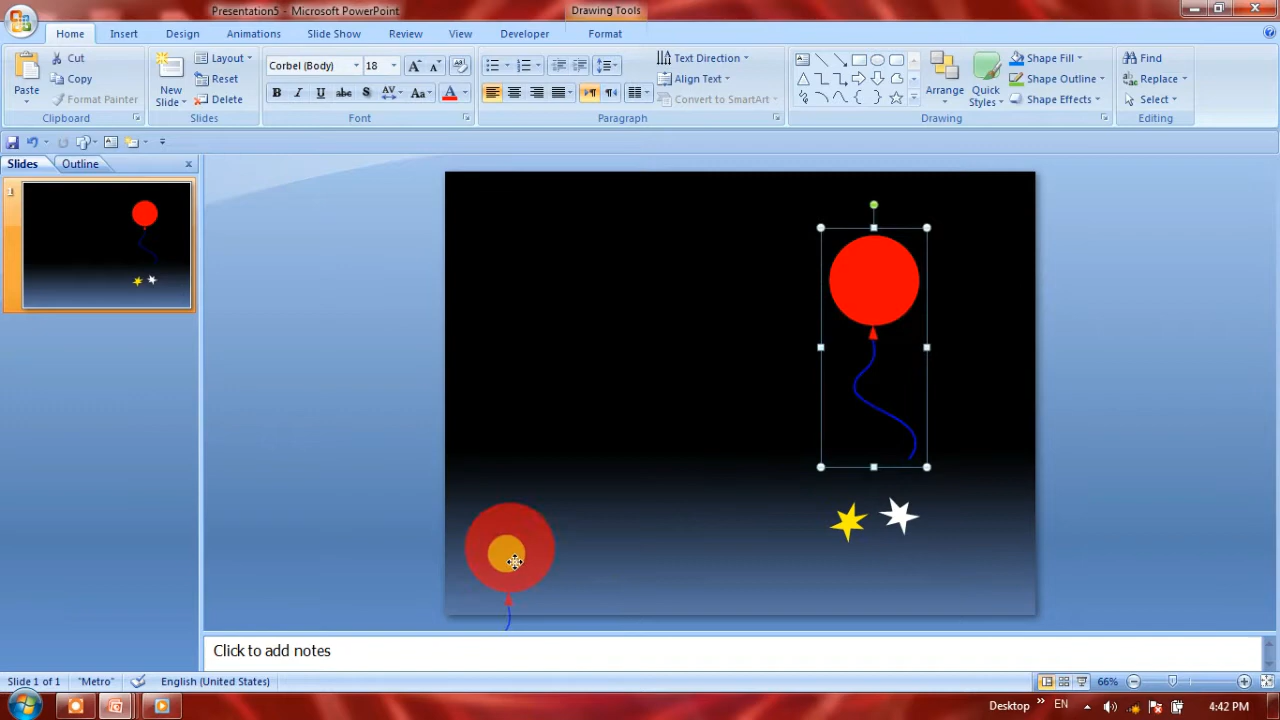 Presentation5 - Microsoft PowerPoint
Drawing Tools
Home Insert Design Animations Slide Show Review View Developer Format
Paste
Cut
Copy
Format Painter
Clipboard
New Slide
Layout
Reset
Delete
Slides
Corbel (Body) 18
B I U abc S AV Aa A
Font
Text Direction
Align Text
Convert to SmartArt
Paragraph
Arrange
Quick Styles
Shape Fill
Shape Outline
Shape Effects
Drawing
Find
Replace
Select
Editing
Slides Outline
1
Click to add notes
Slide 1 of 1 "Metro" English (United States) 66%
Desktop » EN 4:42 PM